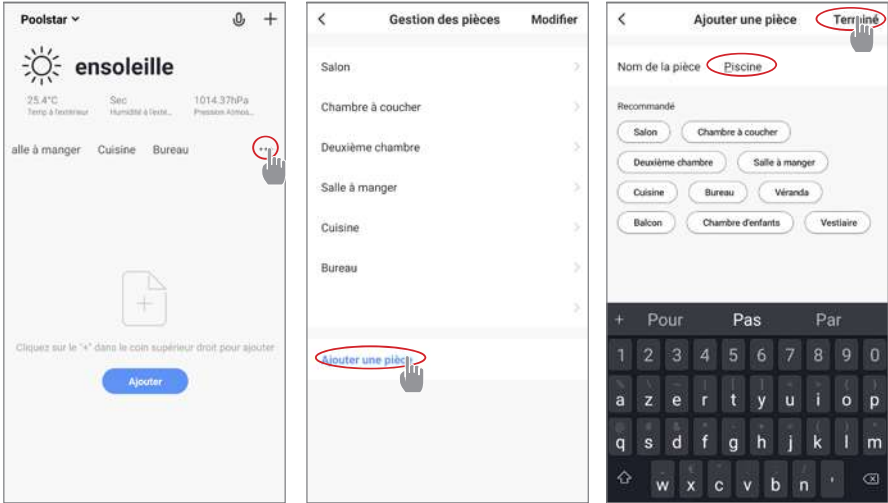 Poolstar
ensoleille
25.4°C Sec 1014.37hPa
Temp à l'extérieur Humidité à l'exté... Pression Atmos...
alle à manger Cuisine Bureau ...
Cliquez sur le "+" dans le coin supérieur droit pour ajouter
Ajouter
Gestion des pièces Modifier
Salon
Chambre à coucher
Deuxième chambre
Salle à manger
Cuisine
Bureau
Ajouter une pièce
Ajouter une pièce Terminé
Nom de la pièce Piscine
Recommandé
Salon Chambre à coucher
Deuxième chambre Salle à manger
Cuisine Bureau Véranda
Balcon Chambre d'enfants Vestiaire
+ Pour Pas Par
1 2 3 4 5 6 7 8 9 0
a z e r t y u i o p
q s d f g h j k l m
w x c v b n '